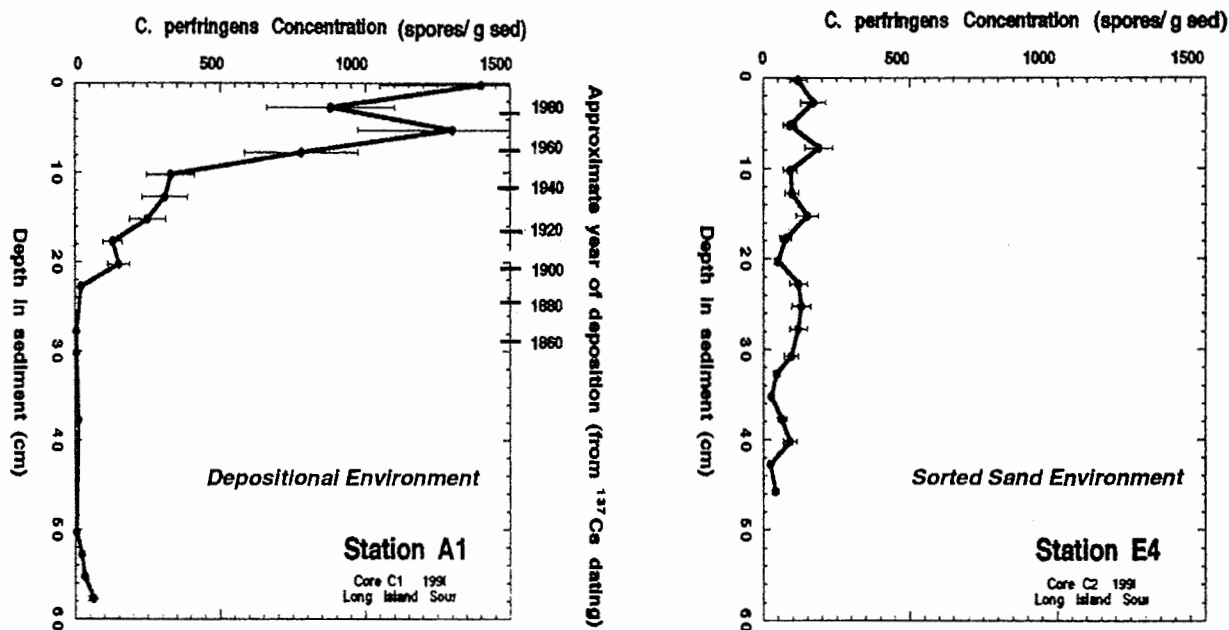 C. perfringens Concentration (spores/ g sed)
0 500 1000 1500
0
10
20
30
40
50
60
Depth in sediment (cm)
1980
1960
1940
1920
1900
1880
1860
Approximate year of deposition (from 137Cs dating)
Depositional Environment
Station A1
Core C1 1991
Long Island Sour
C. perfringens Concentration (spores/ g sed)
0 500 1000 1500
0
10
20
30
40
50
60
Depth in sediment (cm)
Sorted Sand Environment
Station E4
Core C2 1991
Long Island Sour